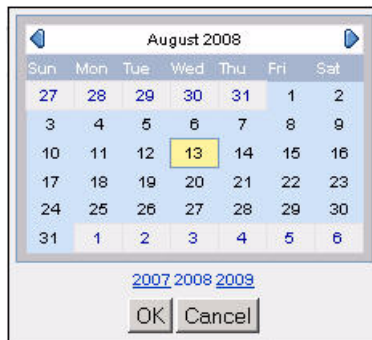 August 2008
Sun Mon Tue Wed Thu Fri Sat
27 28 29 30 31 1 2
3 4 5 6 7 8 9
10 11 12 13 14 15 16
17 18 19 20 21 22 23
24 25 26 27 28 29 30
31 1 2 3 4 5 6
2007 2008 2009
OK Cancel